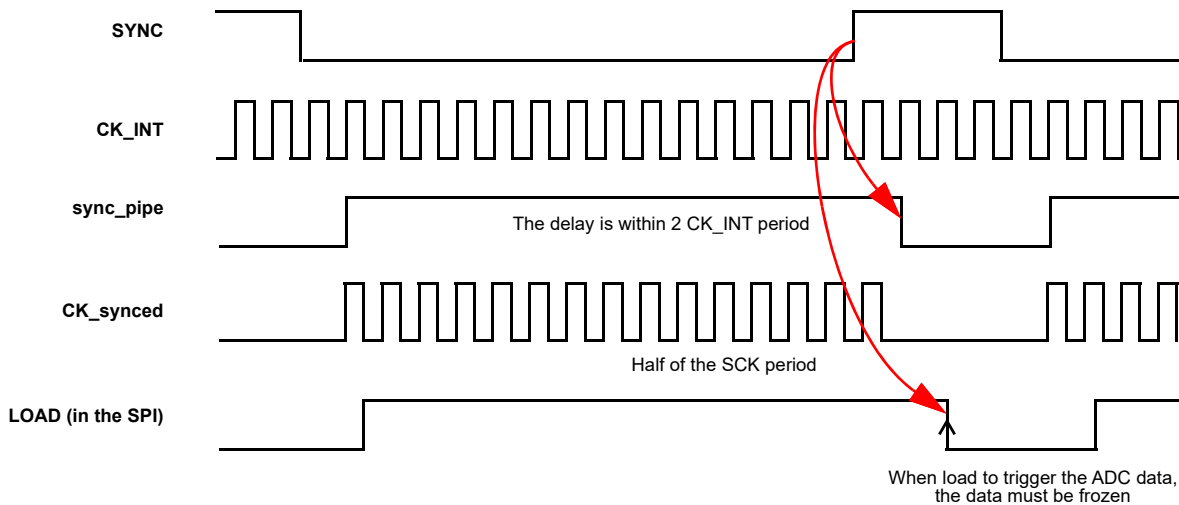 SYNC
CK_INT
sync_pipe
The delay is within 2 CK_INT period
CK_synced
Half of the SCK period
LOAD (in the SPI)
When load to trigger the ADC data,
the data must be frozen